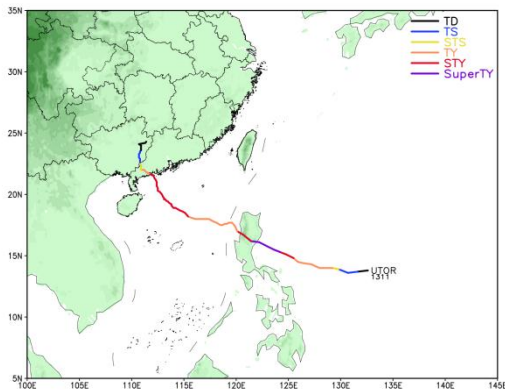 35N
TD
TS
STS
TY
STY
SuperTY
30N
25N
20N
15N
UTOR
1311
10N
5N
100E 105E 110E 115E 120E 125E 130E 135E 140E 145E